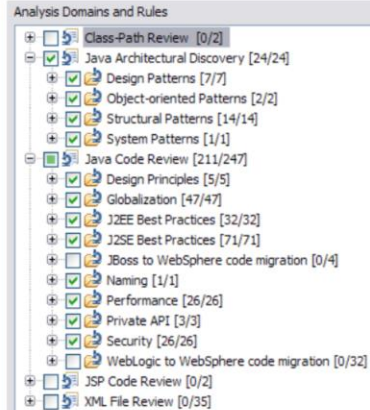 Analysis Domains and Rules
Class-Path Review [0/2]
Java Architectural Discovery [24/24]
Design Patterns [7/7]
Object-oriented Patterns [2/2]
Structural Patterns [14/14]
System Patterns [1/1]
Java Code Review [211/247]
Design Principles [5/5]
Globalization [47/47]
J2EE Best Practices [32/32]
J2SE Best Practices [71/71]
JBoss to WebSphere code migration [0/4]
Naming [1/1]
Performance [26/26]
Private API [3/3]
Security [26/26]
WebLogic to WebSphere code migration [0/32]
JSP Code Review [0/2]
XML File Review [0/35]